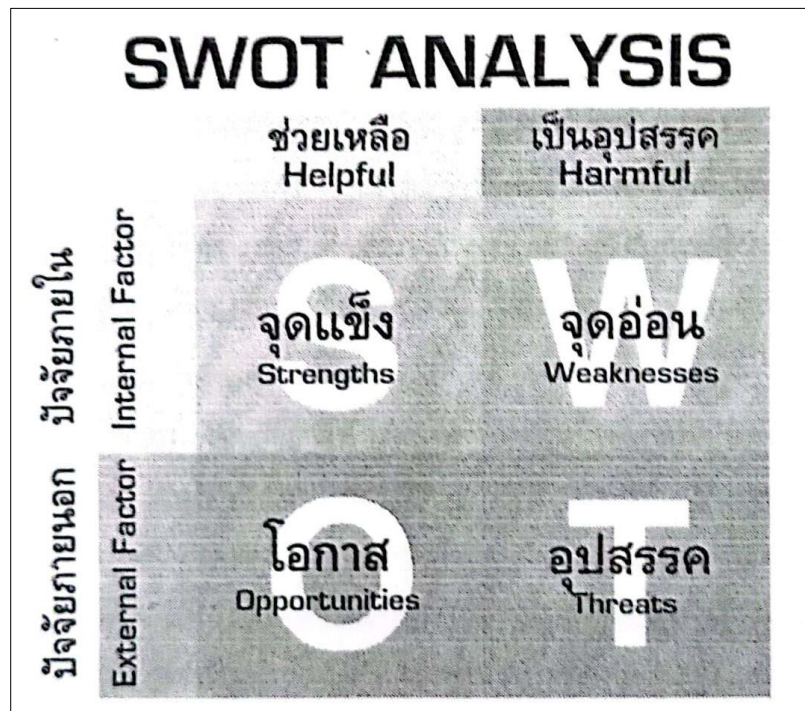 SWOT ANALYSIS
ช่วยเหลือ
Helpful
เป็นอุปสรรค
Harmful
ปัจจัยภายใน
Internal Factor
S
จุดแข็ง
Strengths
W
จุดอ่อน
Weaknesses
ปัจจัยภายนอก
External Factor
O
โอกาส
Opportunities
T
อุปสรรค
Threats